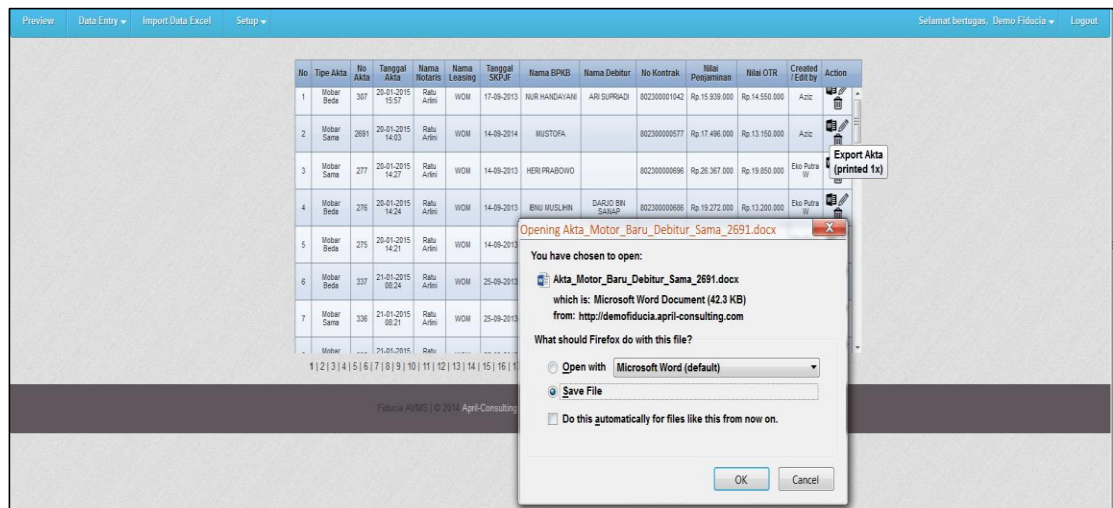 Preview Data Entry Import Data Excel Setup Selamat bertugas, Demo Fiducia Logout
No Tipe Akta No Akta Tanggal Akta Nama Notaris Nama Leasing Tanggal SKPJF Nama BPKB Nama Debitur No Kontrak Nilai Penjaminan Nilai OTR Created / Edit by Action
1 Mobar Beda 307 20-01-2015 15:57 Ratu Arlini WOM 17-09-2013 NUR HANDAYANI ARI SUPRIADI 802300001042 Rp.15.939.000 Rp.14.550.000 Aziz
2 Mobar Sama 2691 20-01-2015 14:03 Ratu Arlini WOM 14-09-2014 MUSTOFA 802300000577 Rp.17.496.000 Rp.13.150.000 Aziz
Export Akta
(printed 1x)
3 Mobar Sama 277 20-01-2015 14:27 Ratu Arlini WOM 14-09-2013 HERI PRABOWO 802300000696 Rp.26.367.000 Rp.19.850.000 Eko Putra W
4 Mobar Beda 276 20-01-2015 14:24 Ratu Arlini WOM 14-09-2013 IBNU MUSLIHIN DARJO BIN SANAP 802300000686 Rp.19.272.000 Rp.13.200.000 Eko Putra W
5 Mobar Beda 275 20-01-2015 14:21 Ratu Arlini WOM 14-09-2013
6 Mobar Beda 337 21-01-2015 08:24 Ratu Arlini WOM 25-09-2013
7 Mobar Sama 336 21-01-2015 08:21 Ratu Arlini WOM 25-09-2013
Mobar 21-01-2015 Ratu
1 | 2 | 3 | 4 | 5 | 6 | 7 | 8 | 9 | 10 | 11 | 12 | 13 | 14 | 15 | 16 |
Fiducia AVMS | © 2014 April-Consulting
Opening Akta_Motor_Baru_Debitur_Sama_2691.docx
You have chosen to open:
Akta_Motor_Baru_Debitur_Sama_2691.docx
which is: Microsoft Word Document (42.3 KB)
from: http://demofiducia.april-consulting.com
What should Firefox do with this file?
Open with Microsoft Word (default)
Save File
Do this automatically for files like this from now on.
OK Cancel